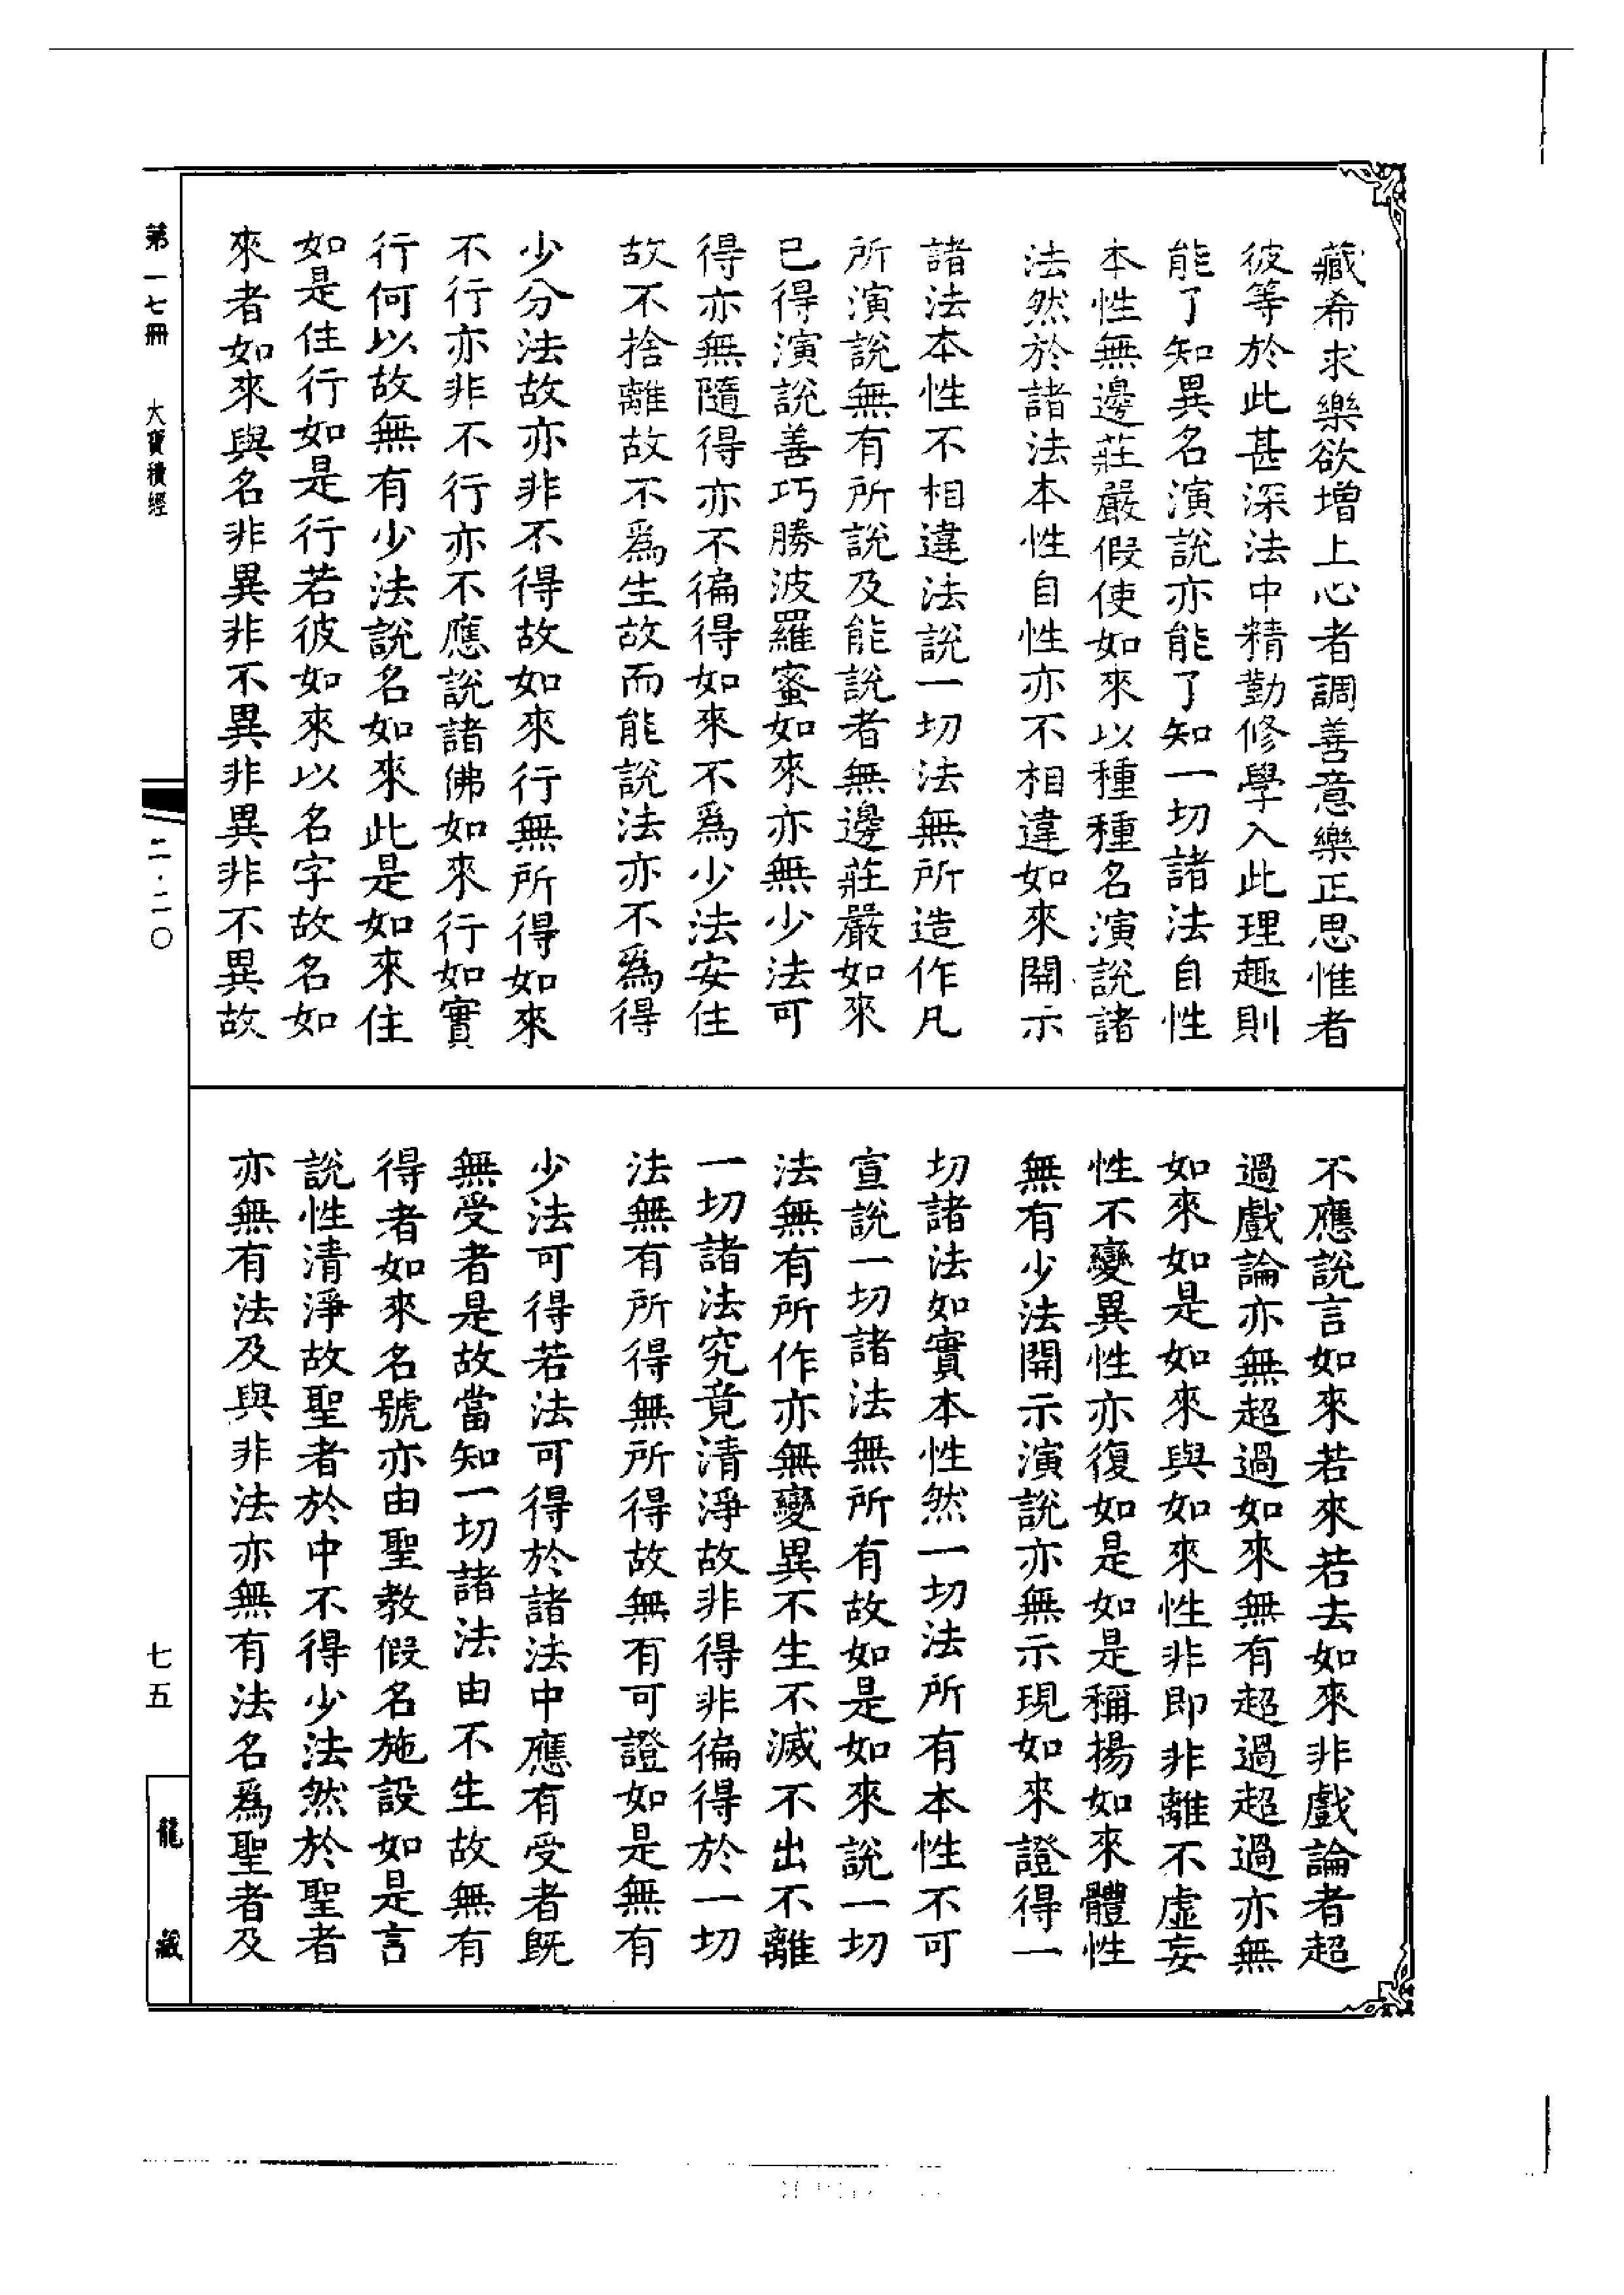 藏希求樂欲增上心者調善意樂正思惟者
彼等於此甚深法中精勤修學入此理趣則
能了知異名演說亦能了知一切諸法自性
本性無邊莊嚴假使如來以種種名演說諸
法然於諸法本性自性亦不相違如來開示
諸法本性不相違法說一切法無所造作凡
所演說無有所說及能說者無邊莊嚴如來
已得演說善巧勝波羅蜜如來亦無少法可
得亦無隨得亦不徧得如來不為少法安住
故不捨離故不為生故而能說法亦不為得
少分法故亦非不得故如來行無所得如來
不行亦非不行亦不應說諸佛如來行如實
行何以故無有少法說名如來此是如來住
如是住行如是行若彼如來以名字故名如
來者如來與名非異非不異非異非不異故
不應說言如來若來若去如來非戲論者超
過戲論亦無超過如來無有超過超過亦無
如來如是如來與如來性非即非離不虛妄
性不變異性亦復如是如是稱揚如來體性
無有少法開示演說亦無示現如來證得一
切諸法如實本性然一切法所有本性不可
宣說一切諸法無所有故如是如來說一切
法無有所作亦無變異不生不滅不出不離
一切諸法究竟清淨故非得非徧得於一切
法無有所得無所得故無有可證如是無有
少法可得若法可得於諸法中應有受者既
無受者是故當知一切諸法由不生故無有
得者如來名號亦由聖教假名施設如是言
說性清淨故聖者於中不得少法然於聖者
亦無有法及與非法亦無有法名為聖者及
第一七冊　大寶積經
二·二〇
七五
龍藏